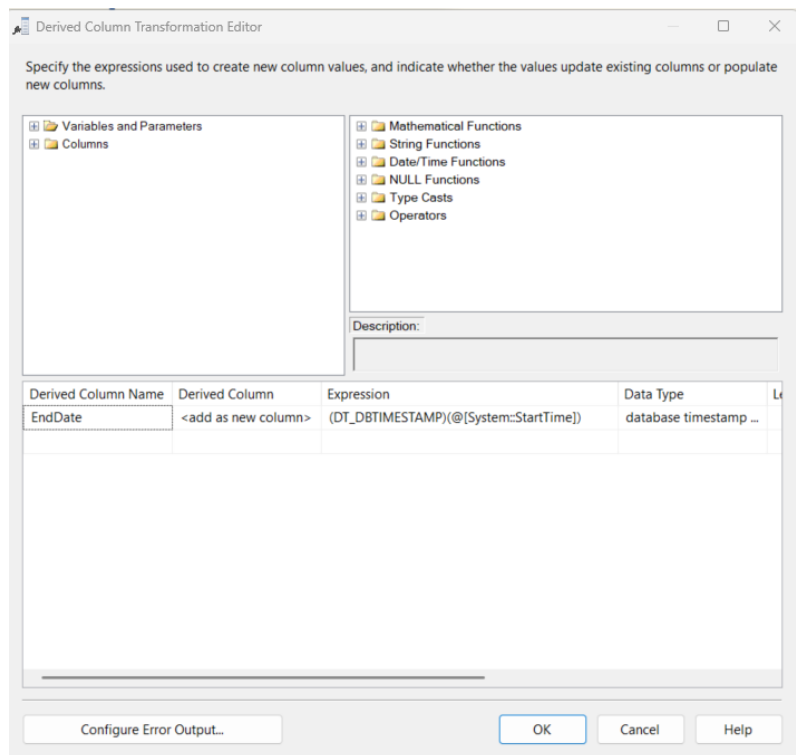 Derived Column Transformation Editor
Specify the expressions used to create new column values, and indicate whether the values update existing columns or populate
new columns.
Variables and Parameters
Columns
Mathematical Functions
String Functions
Date/Time Functions
NULL Functions
Type Casts
Operators
Description:
Derived Column Name Derived Column Expression Data Type Le
EndDate <add as new column> (DT_DBTIMESTAMP)(@[System::StartTime]) database timestamp ...
Configure Error Output... OK Cancel Help